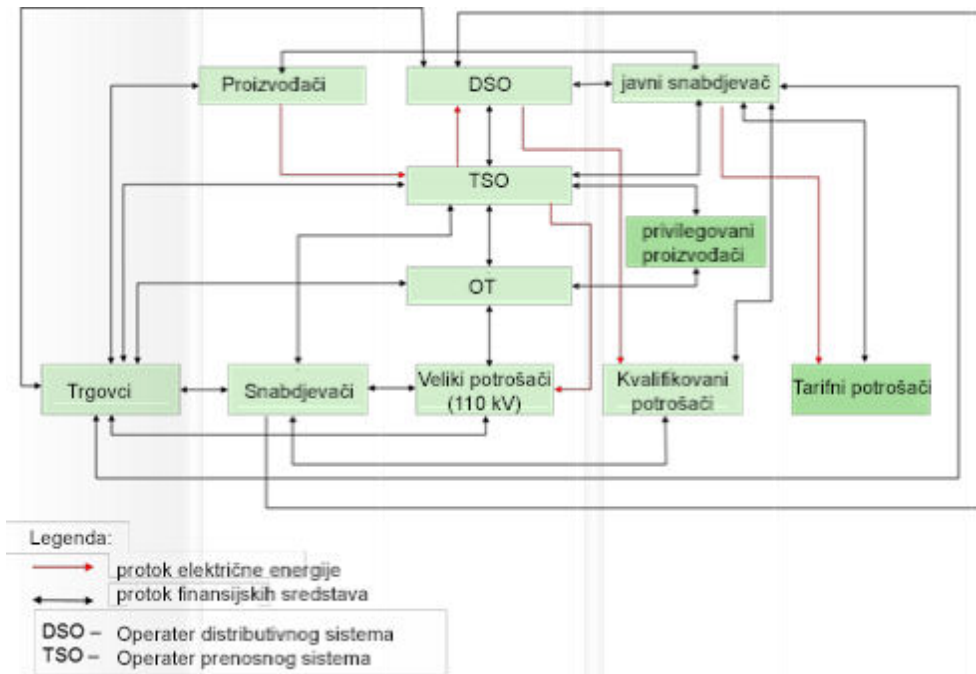 Proizvođači
DSO
javni snabdjevač
TSO
privilegovani
proizvođači
OT
Trgovci
Snabdjevači
Veliki potrošači
(110 kV)
Kvalifikovani
potrošači
Tarifni potrošači
Legenda:
protok električne energije
protok finansijskih sredstava
DSO – Operater distributivnog sistema
TSO – Operater prenosnog sistema